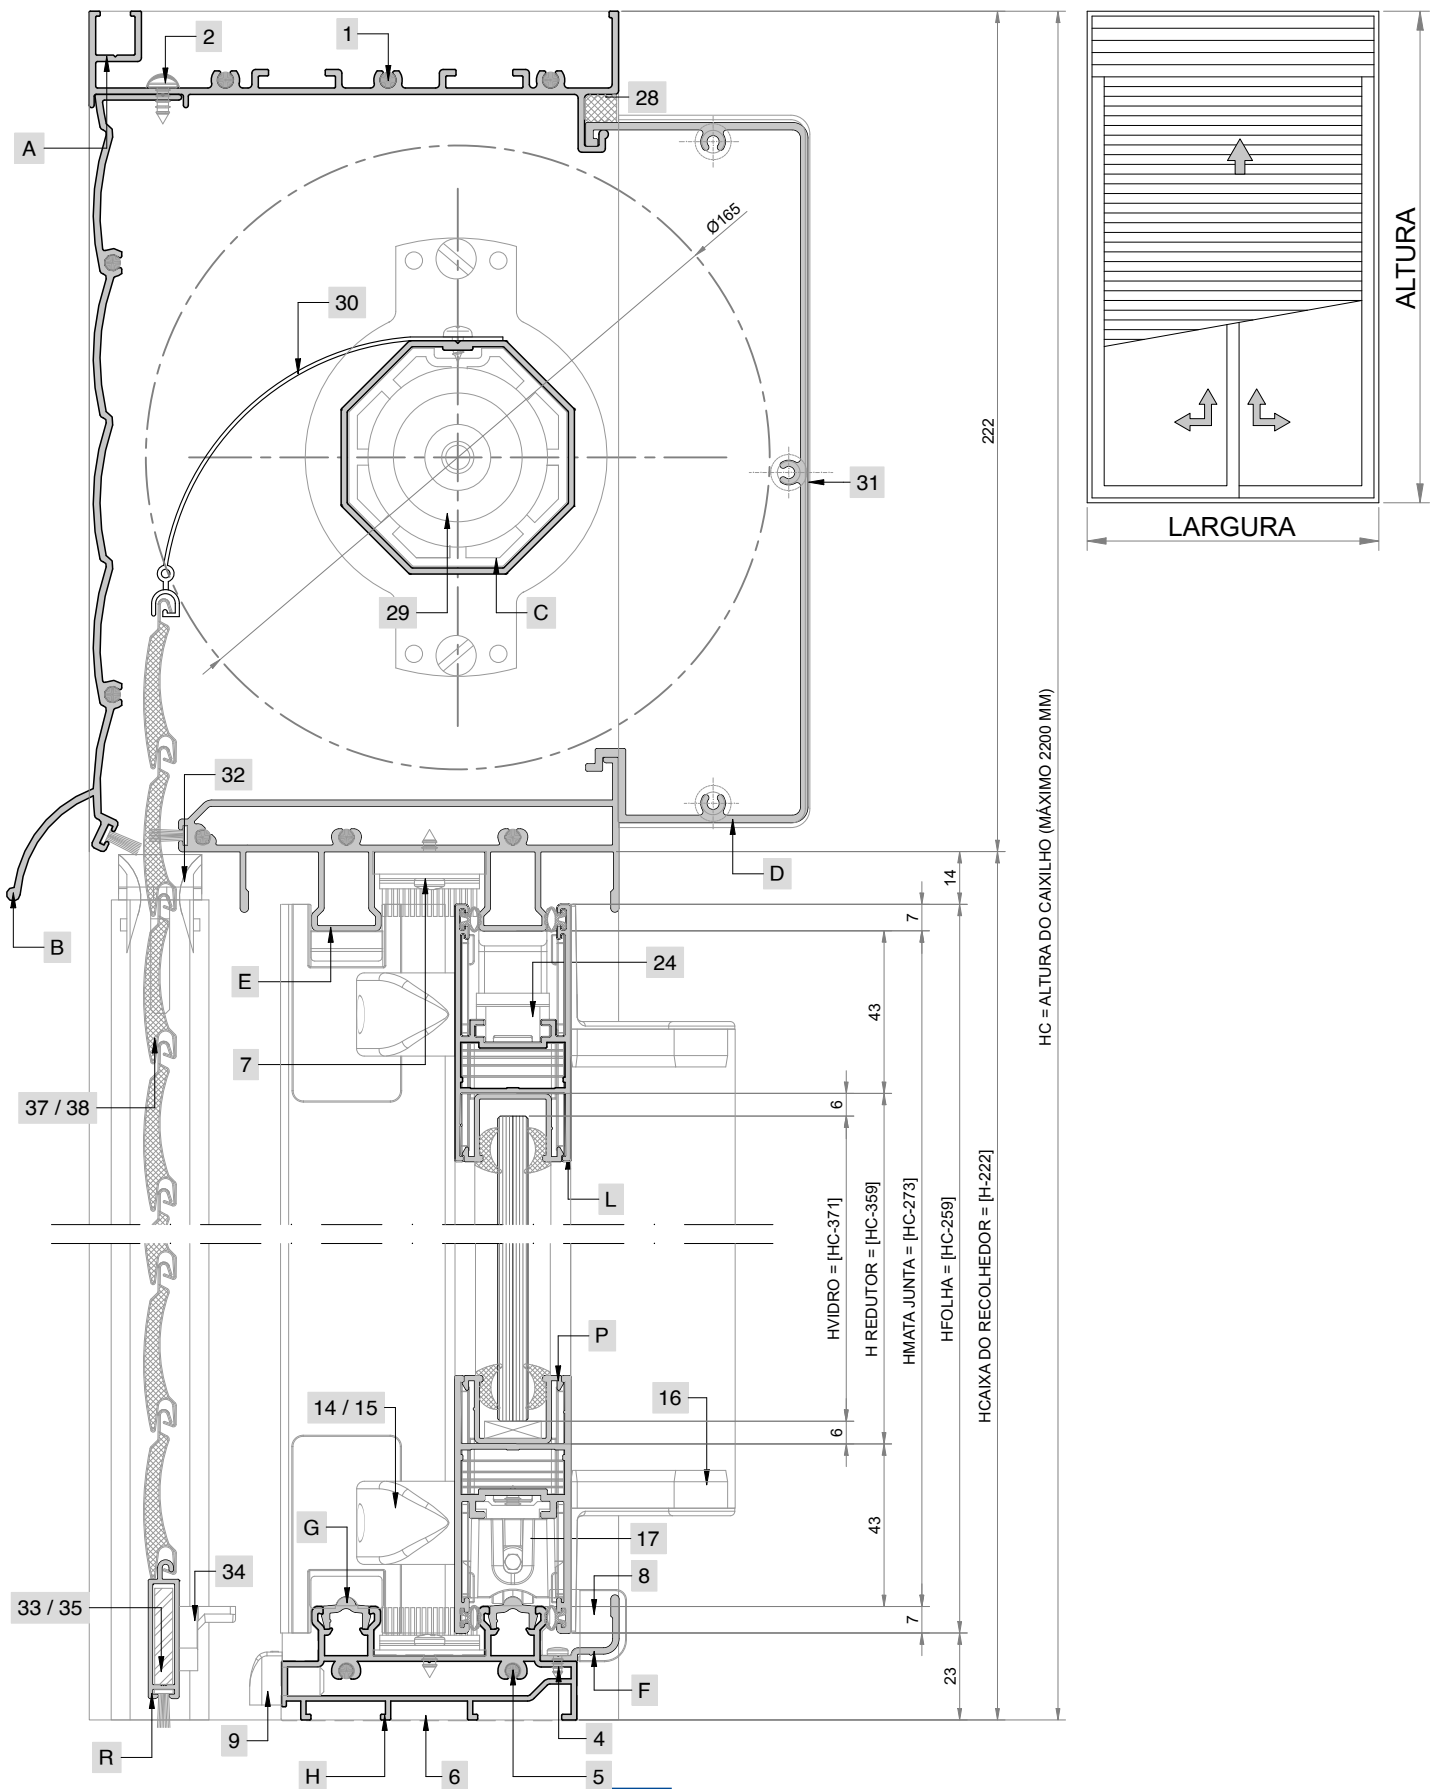 2
1
28
A
Ø165
30
222
31
29
C
32
D
14
B
7
E
24
43
7
37 / 38
6
L
HC = ALTURA DO CAIXILHO (MÁXIMO 2200 MM)
HVIDRO = [HC-371]
H REDUTOR = [HC-359]
HMATA JUNTA = [HC-273]
HFOLHA = [HC-259]
HCAIXA DO RECOLHEDOR = [H-222]
P
14 / 15
16
6
G
17
43
34
8
33 / 35
7
F
23
9
4
R
H
6
5
ALTURA
LARGURA